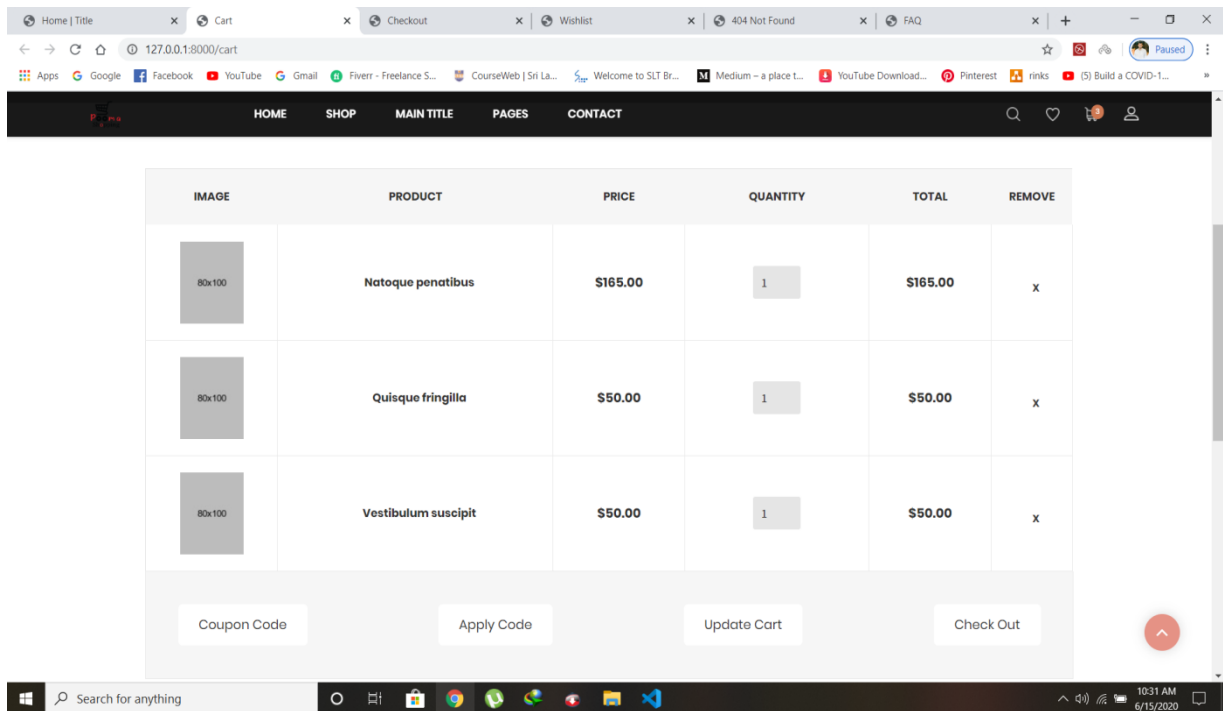 Home | Title Cart Checkout Wishlist 404 Not Found FAQ
127.0.0.1:8000/cart Paused
Apps Google Facebook YouTube Gmail Fiverr - Freelance S... CourseWeb | Sri La... Welcome to SLT Br... Medium – a place t... YouTube Download... Pinterest rinks (5) Build a COVID-1...
HOME SHOP MAIN TITLE PAGES CONTACT 3
IMAGE PRODUCT PRICE QUANTITY TOTAL REMOVE
80x100 Natoque penatibus $165.00 1 $165.00 x
80x100 Quisque fringilla $50.00 1 $50.00 x
80x100 Vestibulum suscipit $50.00 1 $50.00 x
Coupon Code Apply Code Update Cart Check Out
Search for anything 10:31 AM
6/15/2020